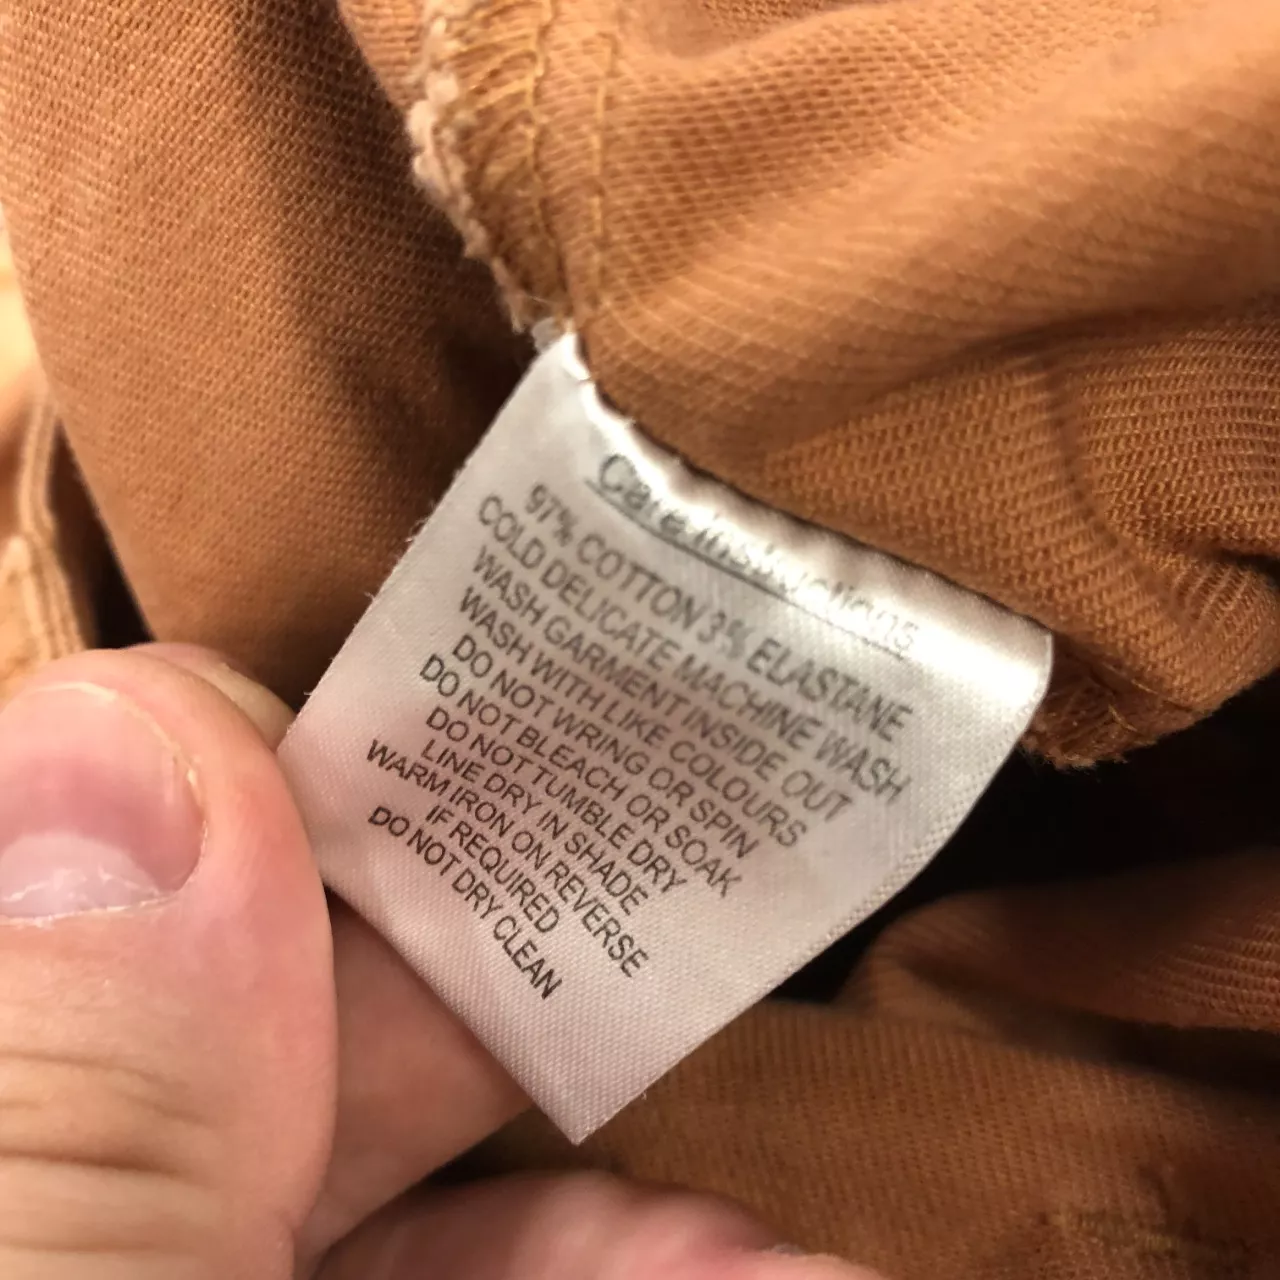 Care Instructions
97% COTTON 3% ELASTANE
COLD DELICATE MACHINE WASH
WASH GARMENT INSIDE OUT
WASH WITH LIKE COLOURS
DO NOT WRING OR SPIN
DO NOT BLEACH OR SOAK
DO NOT TUMBLE DRY
LINE DRY IN SHADE
WARM IRON ON REVERSE
IF REQUIRED
DO NOT DRY CLEAN